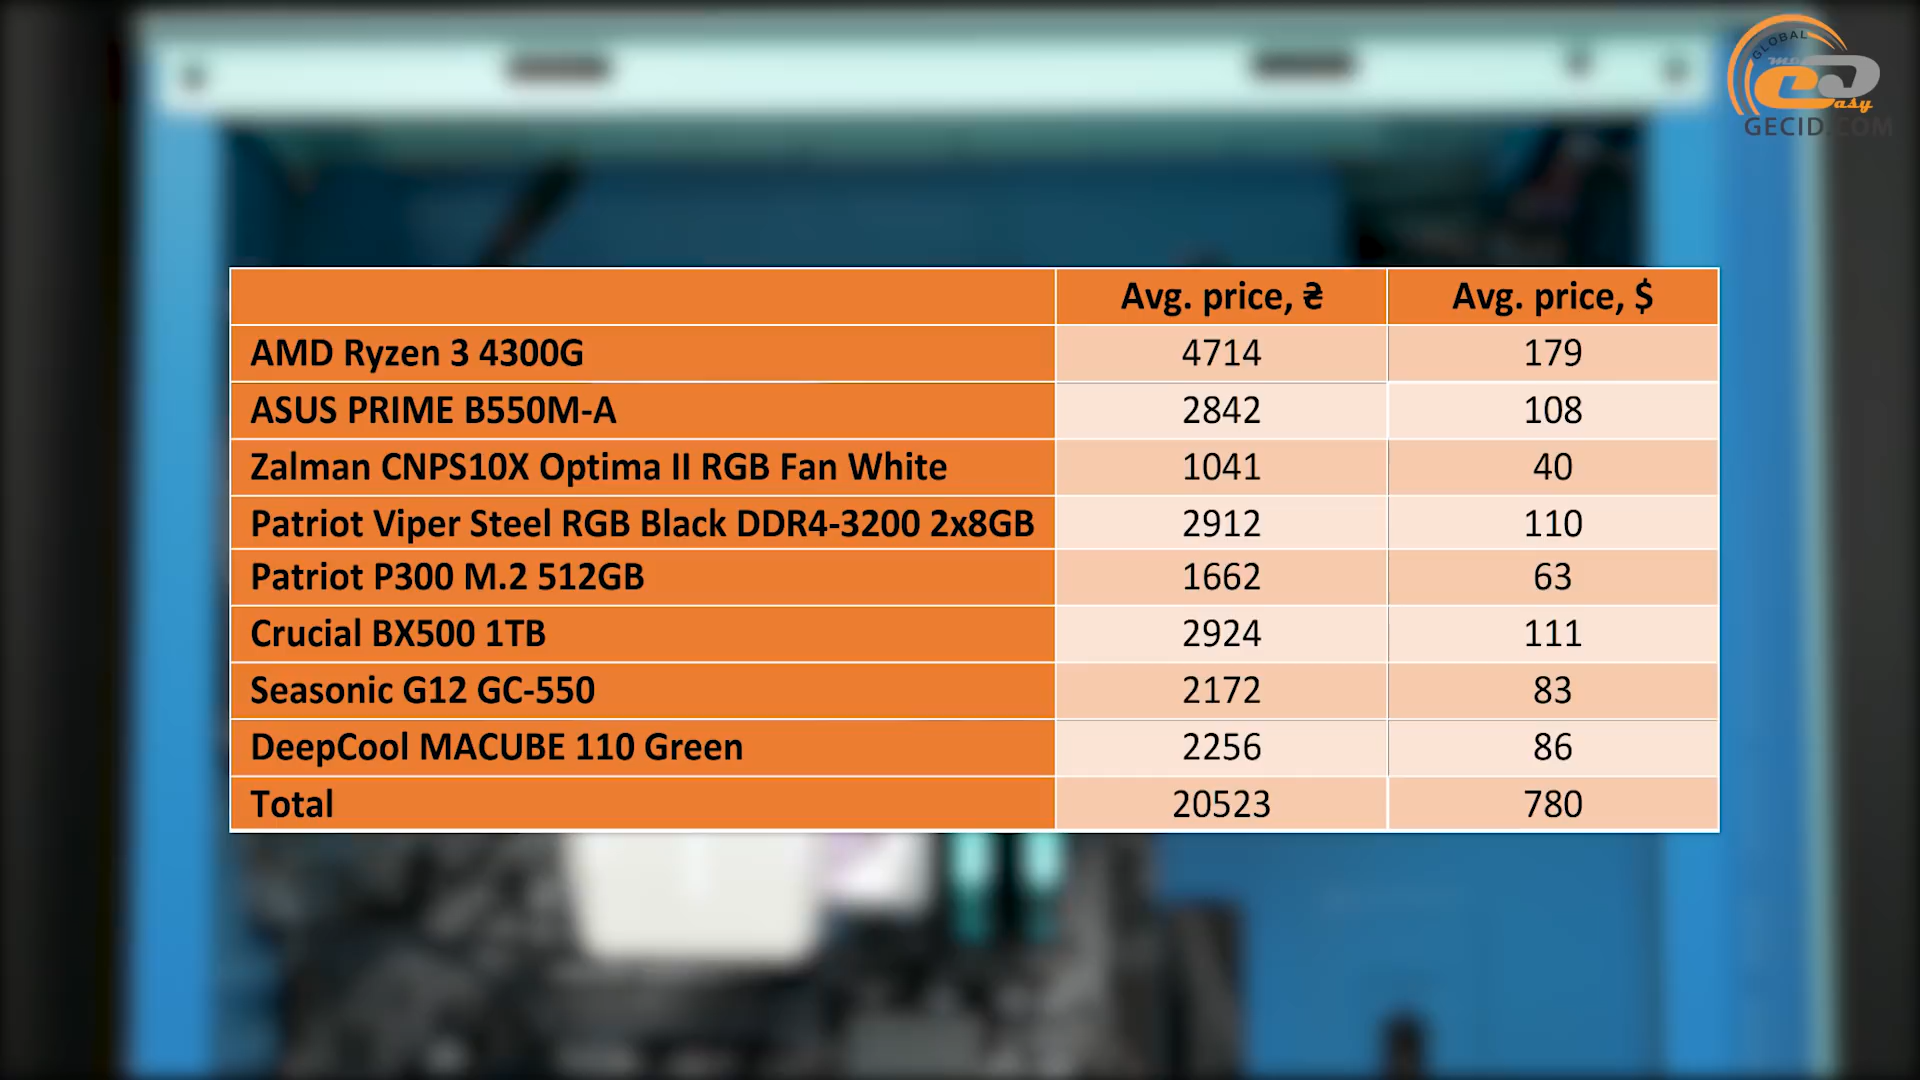 GLOBAL
easy
GECID.COM
Avg. price, ₴ Avg. price, $
AMD Ryzen 3 4300G 4714 179
ASUS PRIME B550M-A 2842 108
Zalman CNPS10X Optima II RGB Fan White 1041 40
Patriot Viper Steel RGB Black DDR4-3200 2x8GB 2912 110
Patriot P300 M.2 512GB 1662 63
Crucial BX500 1TB 2924 111
Seasonic G12 GC-550 2172 83
DeepCool MACUBE 110 Green 2256 86
Total 20523 780